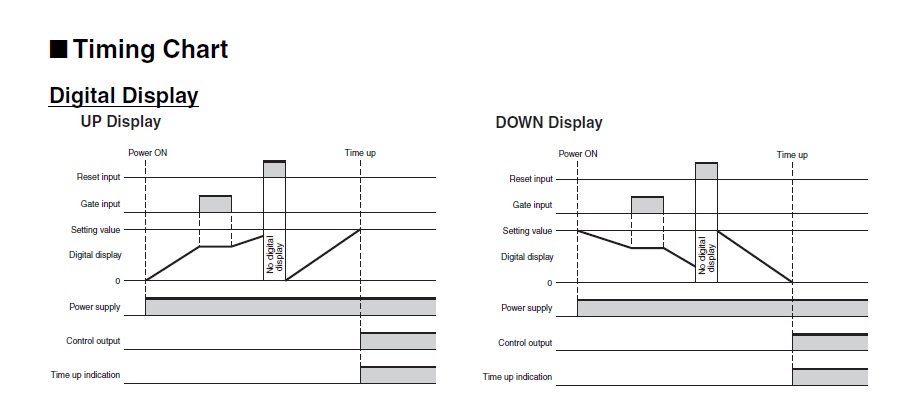 ■ Timing Chart
Digital Display
UP Display
Power ON
Time up
Reset input
Gate input
Setting value
Digital display
0
No digital
display
Power supply
Control output
Time up indication
DOWN Display
Power ON
Time up
Reset input
Gate input
Setting value
Digital display
0
No digital
display
Power supply
Control output
Time up indication